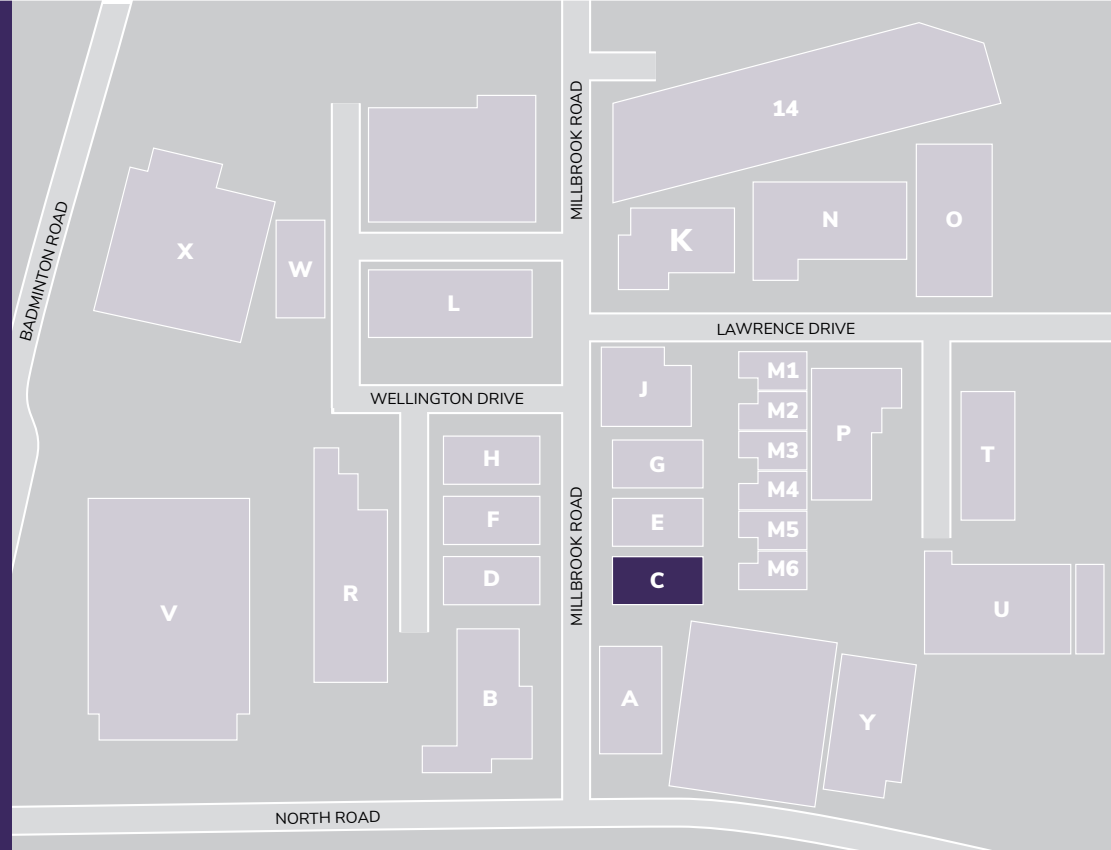 MILLBROOK ROAD
14
BADMINTON ROAD
X
W
K
N
O
L
LAWRENCE DRIVE
WELLINGTON DRIVE
J
M1
M2
M3
M4
M5
M6
P
T
H
G
F
E
D
C
MILLBROOK ROAD
R
V
U
B
A
Y
NORTH ROAD